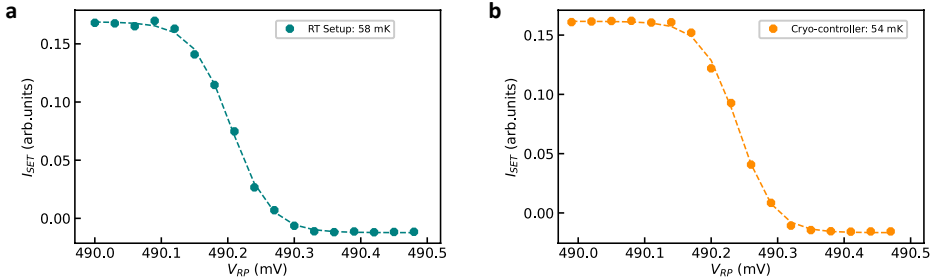 a
RT Setup: 58 mK
0.15
0.10
0.05
0.00
I_SET (arb.units)
490.0 490.1 490.2 490.3 490.4 490.5
V_RP (mV)
b
Cryo-controller: 54 mK
0.15
0.10
0.05
0.00
I_SET (arb.units)
490.0 490.1 490.2 490.3 490.4 490.5
V_RP (mV)